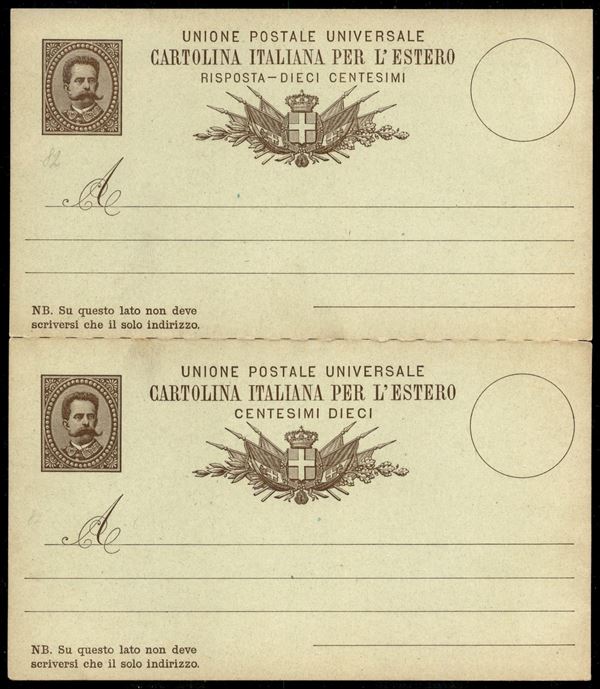 UNIONE POSTALE UNIVERSALE
CARTOLINA ITALIANA PER L'ESTERO
RISPOSTA—DIECI CENTESIMI
82
A
NB. Su questo lato non deve
scriversi che il solo indirizzo.
UNIONE POSTALE UNIVERSALE
CARTOLINA ITALIANA PER L'ESTERO
CENTESIMI DIECI
A
NB. Su questo lato non deve
scriversi che il solo indirizzo.